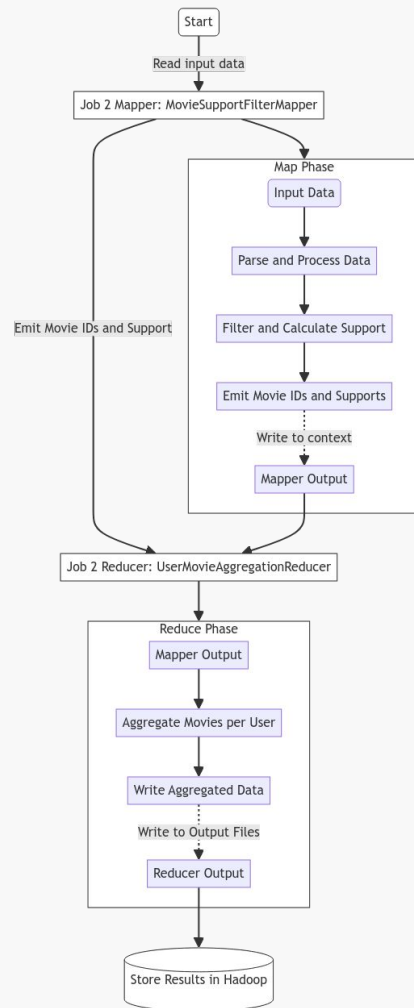 Start
Read input data
Job 2 Mapper: MovieSupportFilterMapper
Map Phase
Input Data
Parse and Process Data
Filter and Calculate Support
Emit Movie IDs and Support
Emit Movie IDs and Supports
Write to context
Mapper Output
Job 2 Reducer: UserMovieAggregationReducer
Reduce Phase
Mapper Output
Aggregate Movies per User
Write Aggregated Data
Write to Output Files
Reducer Output
Store Results in Hadoop